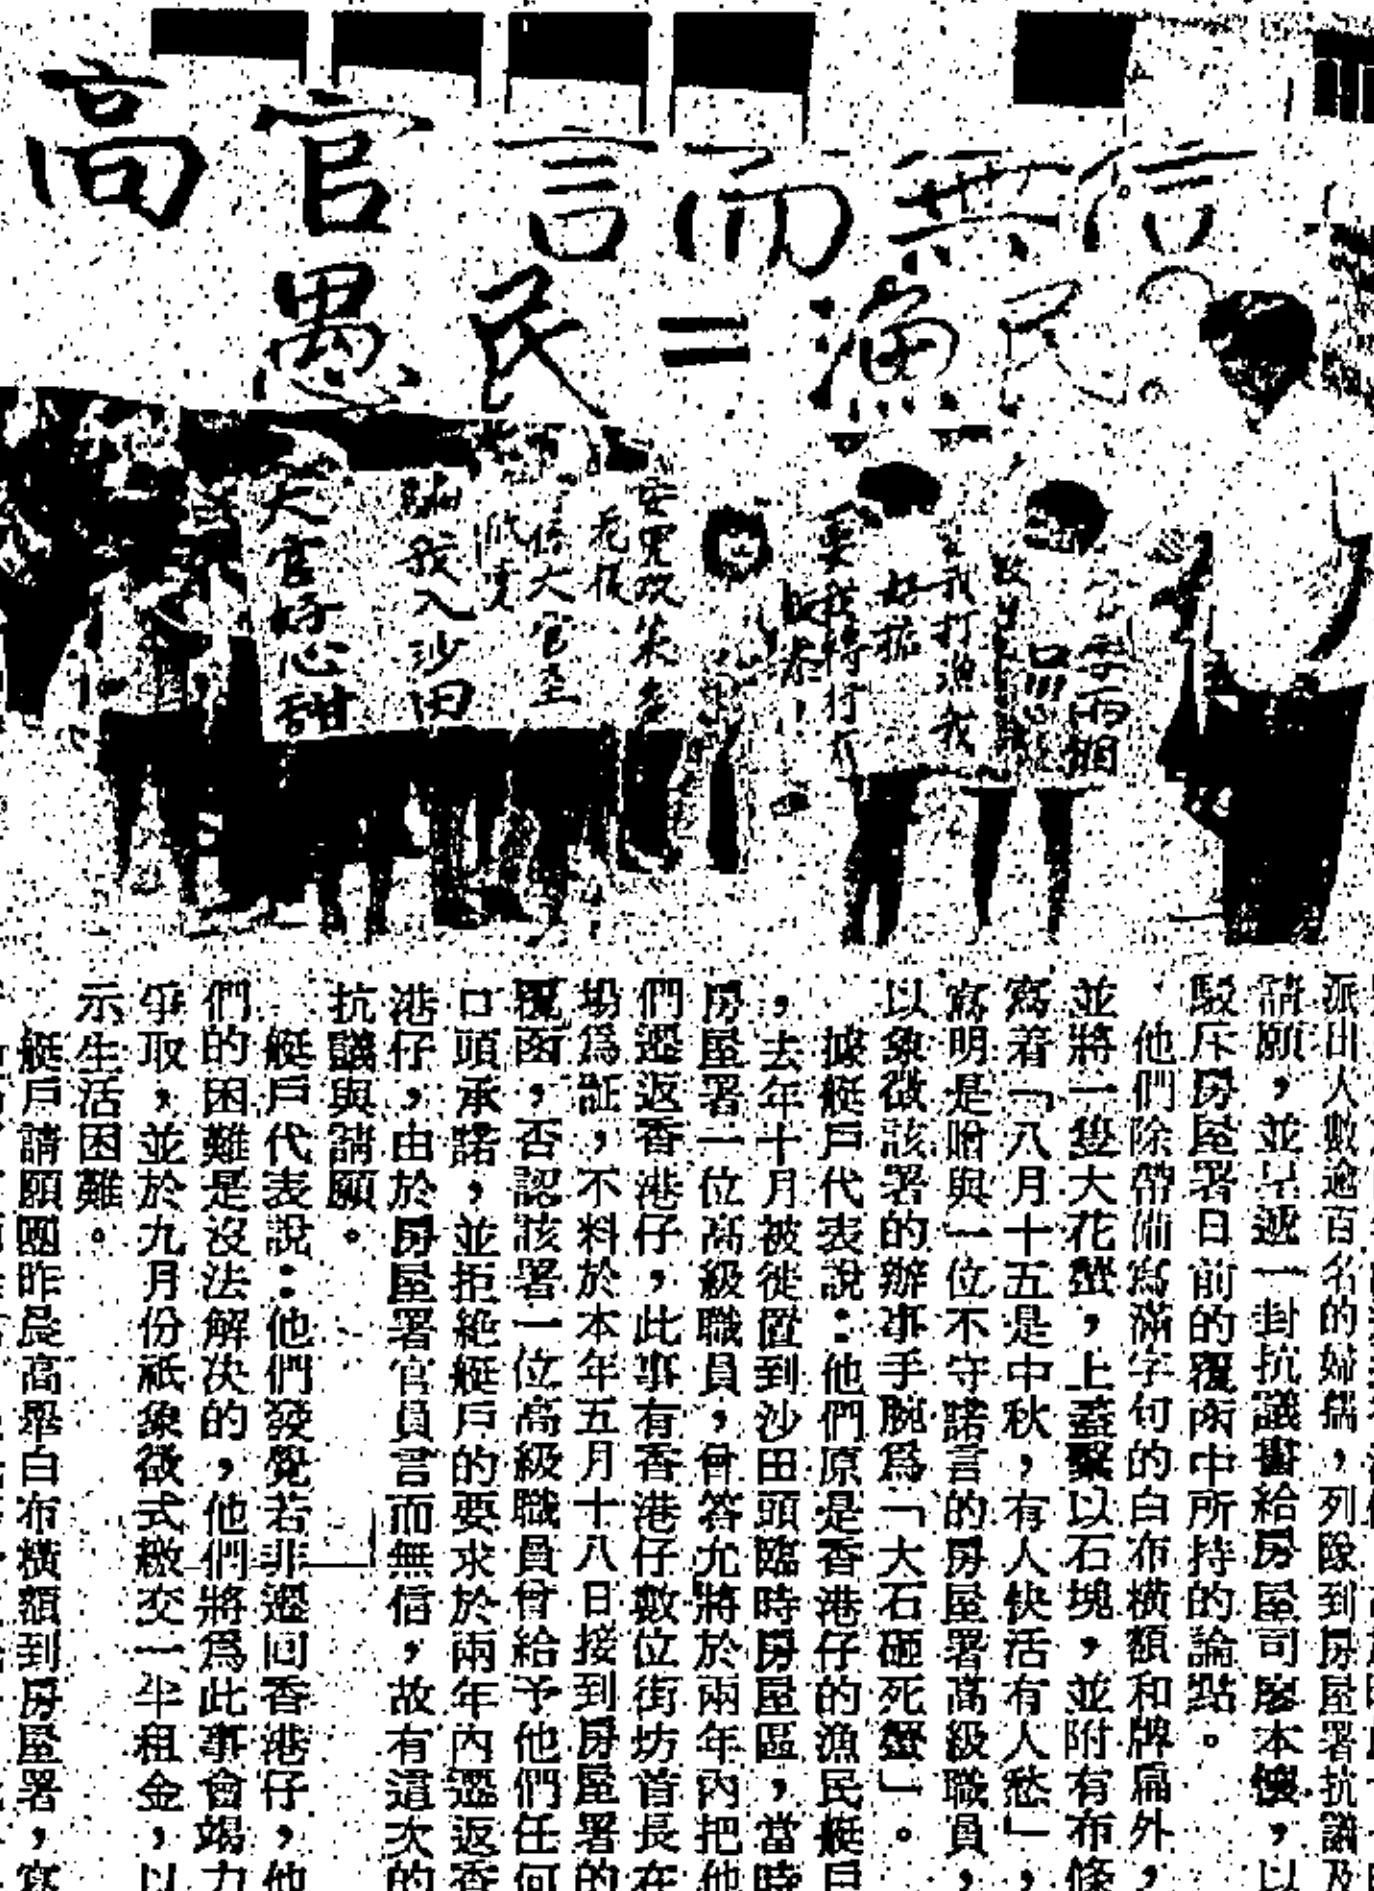 高官言而無信
愚民＝漁民
大官好心甜
騙我入沙田
派出人數逾百名的婦孺，列隊到房屋署抗議及
請願，並呈遞一封抗議書給房屋司廖本懷，以
駁斥房屋署日前的覆函中所持的論點。
他們除帶備寫滿字句的白布橫額和牌扁外，
並將一隻大花蟹，上蓋繫以石塊，並附有布條
寫着「八月十五是中秋，有人快活有人愁」，
寫明是贈與一位不守諾言的房屋署高級職員，
以象徵該署的辦事手腕爲「大石砸死蟹」。
據艇戶代表說：他們原是香港仔的漁民艇戶
，去年十月被徙置到沙田頭臨時房屋區，當時
房屋署一位高級職員，曾答允將於兩年內把他
們遷返香港仔，此事有香港仔數位街坊首長在
場爲証，不料於本年五月十八日接到房屋署的
覆函，否認該署一位高級職員曾給予他們任何
口頭承諾，並拒絶艇戶的要求於兩年內遷返香
港仔，由於房屋署官員言而無信，故有這次的
抗議與請願。
艇戶代表說：他們發覺若非遷回香港仔，他
們的困難是沒法解决的，他們將爲此事會竭力
爭取，並於九月份祇象徵式繳交一半租金，以
示生活困難。
艇戶請願團昨晨高舉白布橫額到房屋署，寫